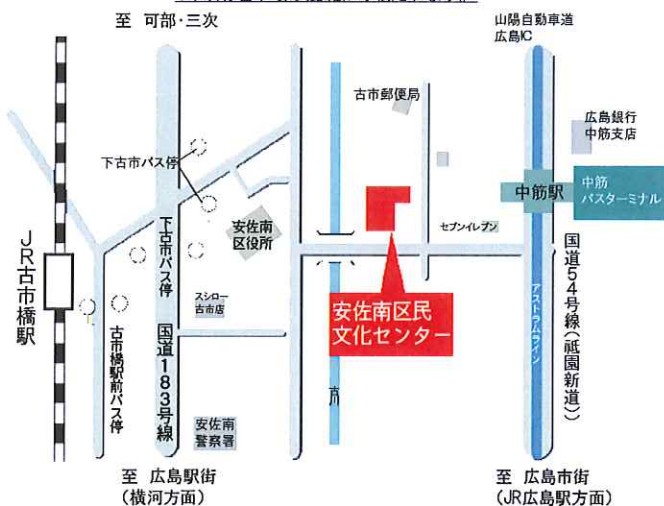 至 可部・三次
山陽自動車道
広島IC
古市郵便局
広島銀行
中筋支店
下古市バス停
中筋駅
中筋
バスターミナル
安佐南
区役所
セブンイレブン
JR古市橋駅
下古市バス停
国道183号線
スシロー
古市店
安佐南区民
文化センター
国道54号線(祇園新道))
アストラムライン
古橋駅前バス停
古川
安佐南
警察署
至 広島駅街
(横河方面)
至 広島市街
(JR広島駅方面)